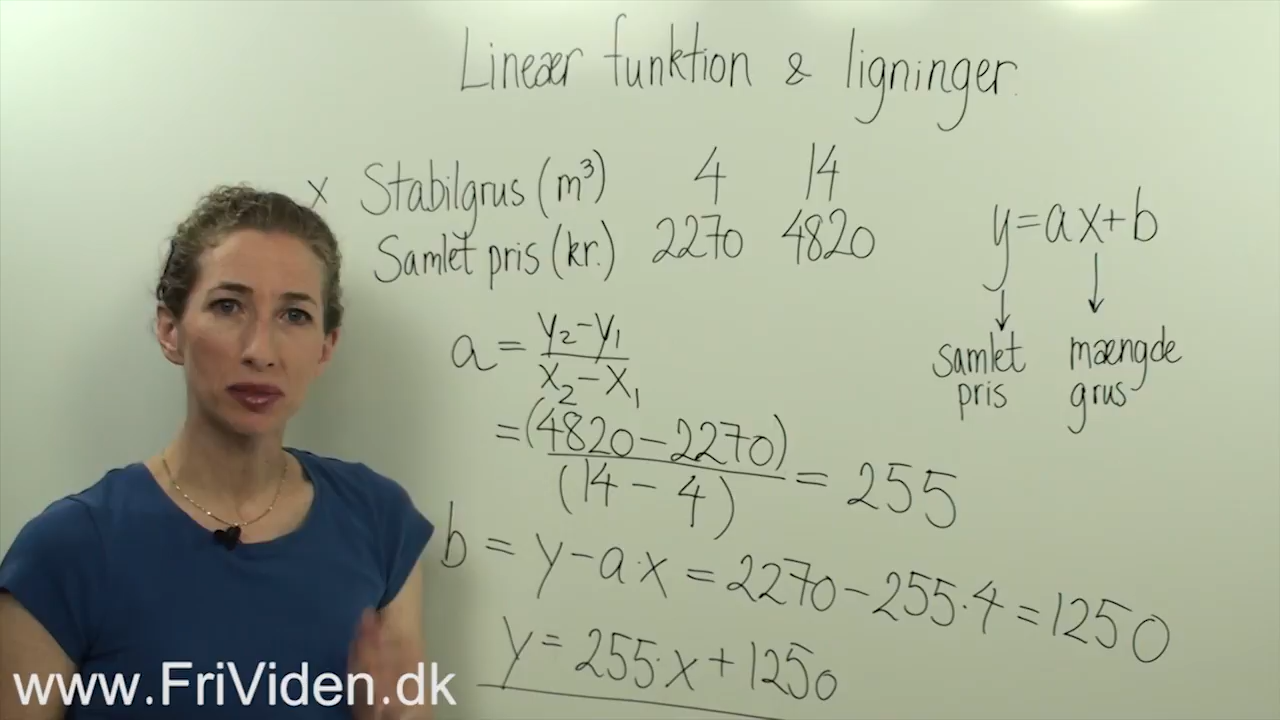 Lineær funktion & ligninger.
x Stabilgrus (m³) 4 14
Samlet pris (kr.) 2270 4820
y=ax+b
samlet pris
mængde grus
a = y₂-y₁ / x₂-x₁
= (4820-2270) / (14-4) = 255
b = y-a·x = 2270-255·4 = 1250
y = 255·x+1250
www.FriViden.dk